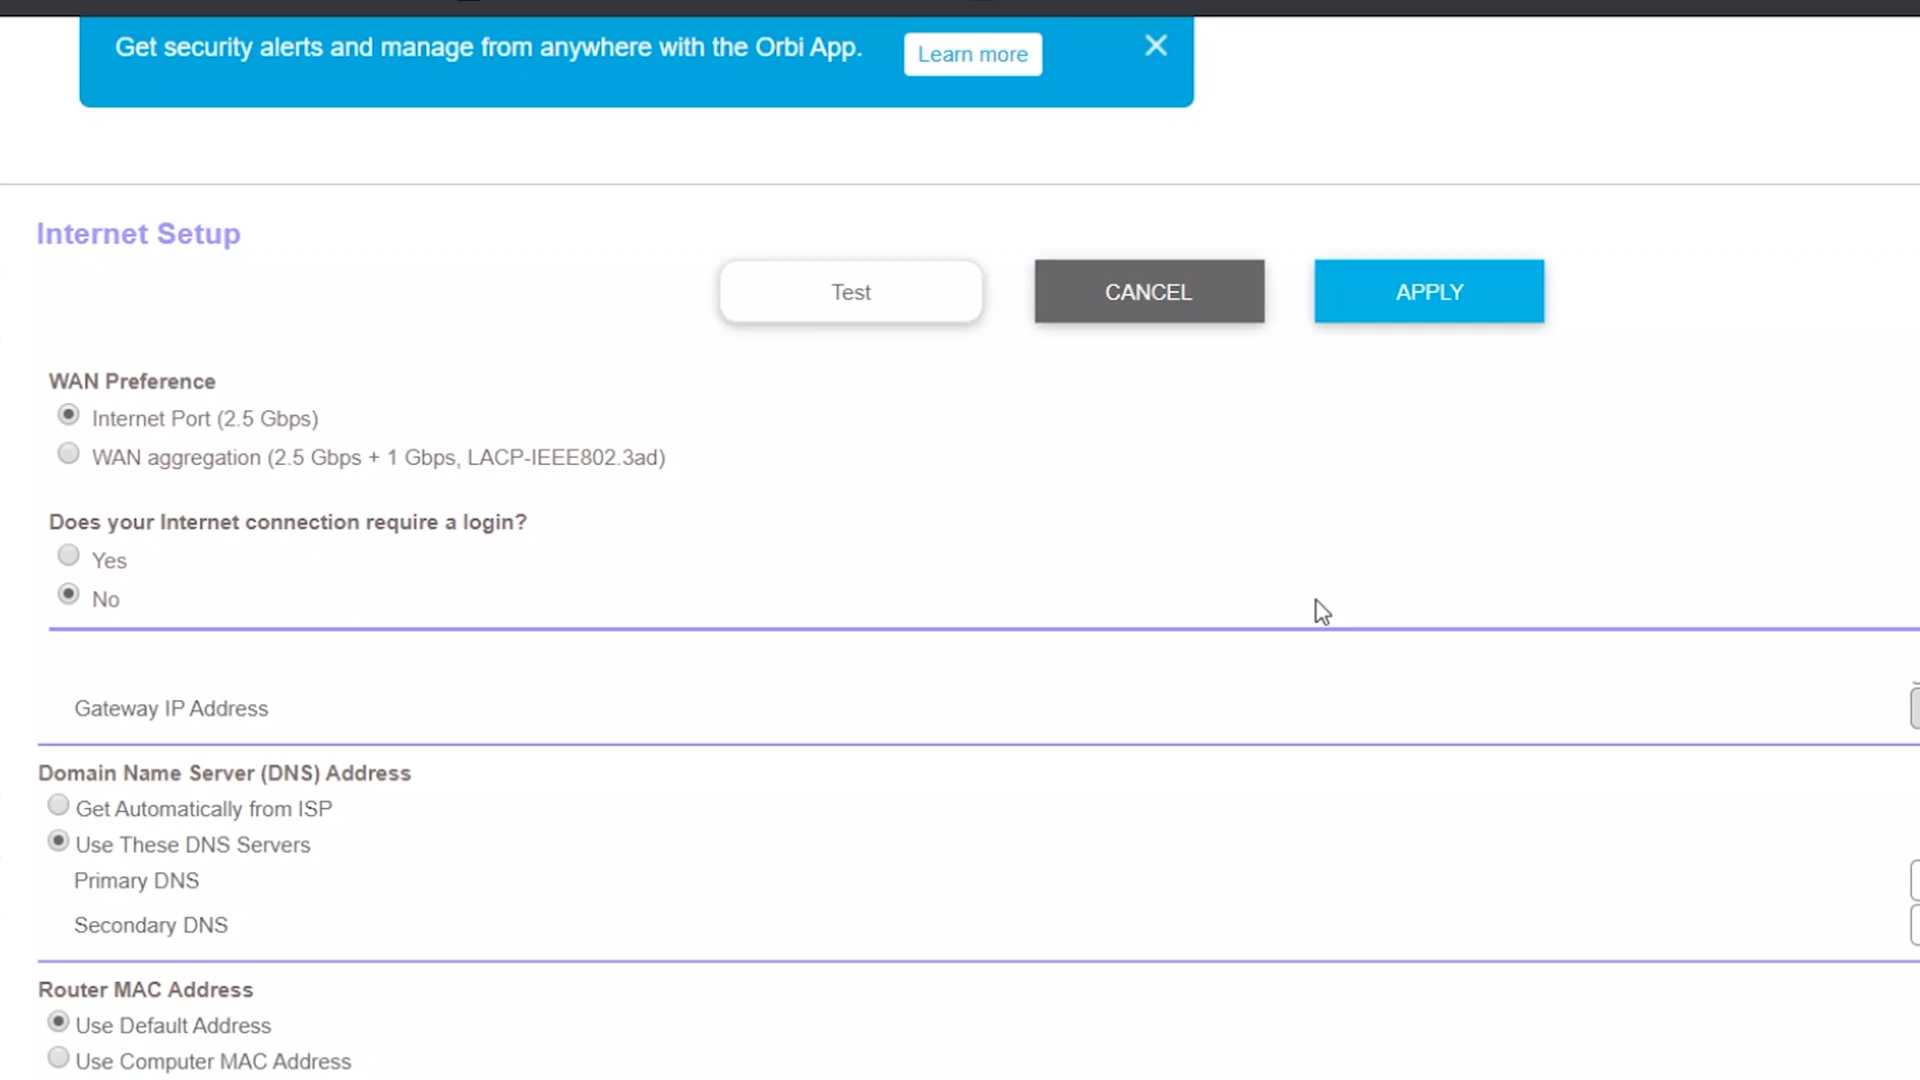 Get security alerts and manage from anywhere with the Orbi App.
Learn more
Internet Setup
Test
CANCEL
APPLY
WAN Preference
Internet Port (2.5 Gbps)
WAN aggregation (2.5 Gbps + 1 Gbps, LACP-IEEE802.3ad)
Does your Internet connection require a login?
Yes
No
Gateway IP Address
Domain Name Server (DNS) Address
Get Automatically from ISP
Use These DNS Servers
Primary DNS
Secondary DNS
Router MAC Address
Use Default Address
Use Computer MAC Address